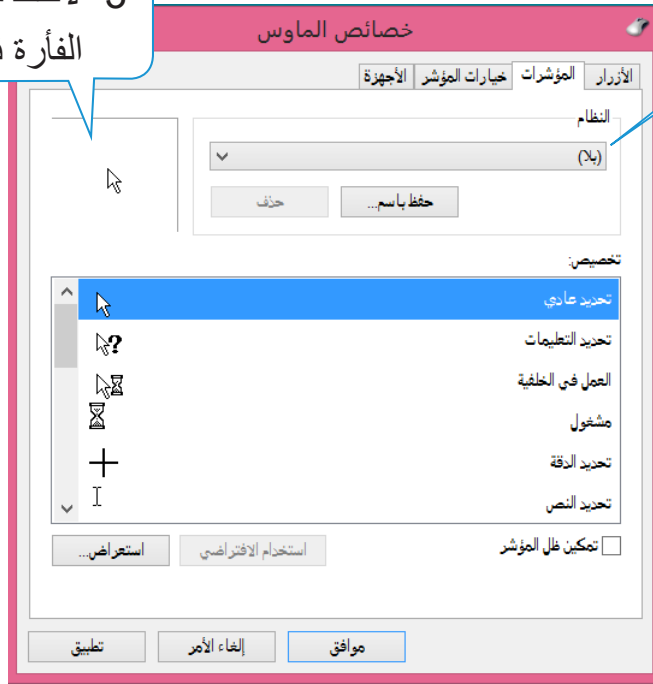 الفأرة
خصائص الماوس
الأزرار المؤشرات خيارات المؤشر الأجهزة
النظام
(بلا)
حفظ باسم... حذف
تخصيص:
تحديد عادي
تحديد التعليمات
العمل في الخلفية
مشغول
تحديد الدقة
تحديد النص
تمكين ظل المؤشر استخدام الافتراضي استعراض...
موافق إلغاء الأمر تطبيق